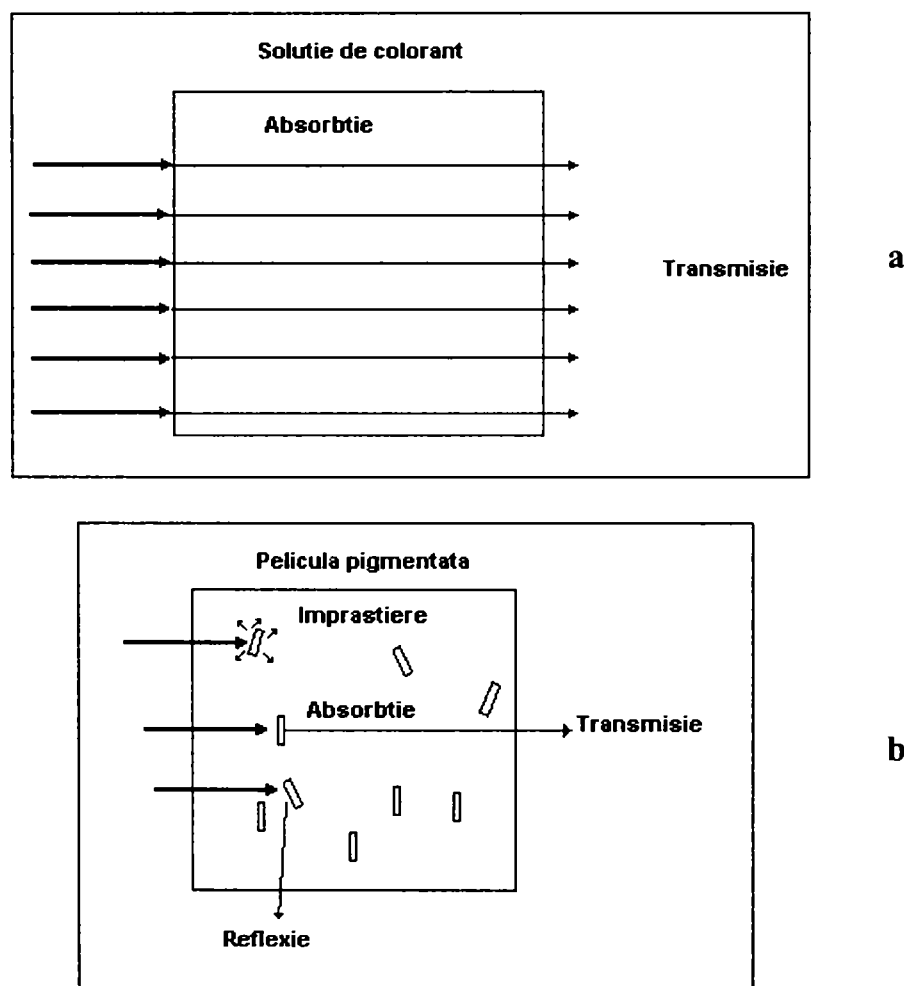 Solutie de colorant
Absorbtie
Transmisie
a
Pelicula pigmentata
Imprastiere
Absorbtie
Transmisie
b
Reflexie